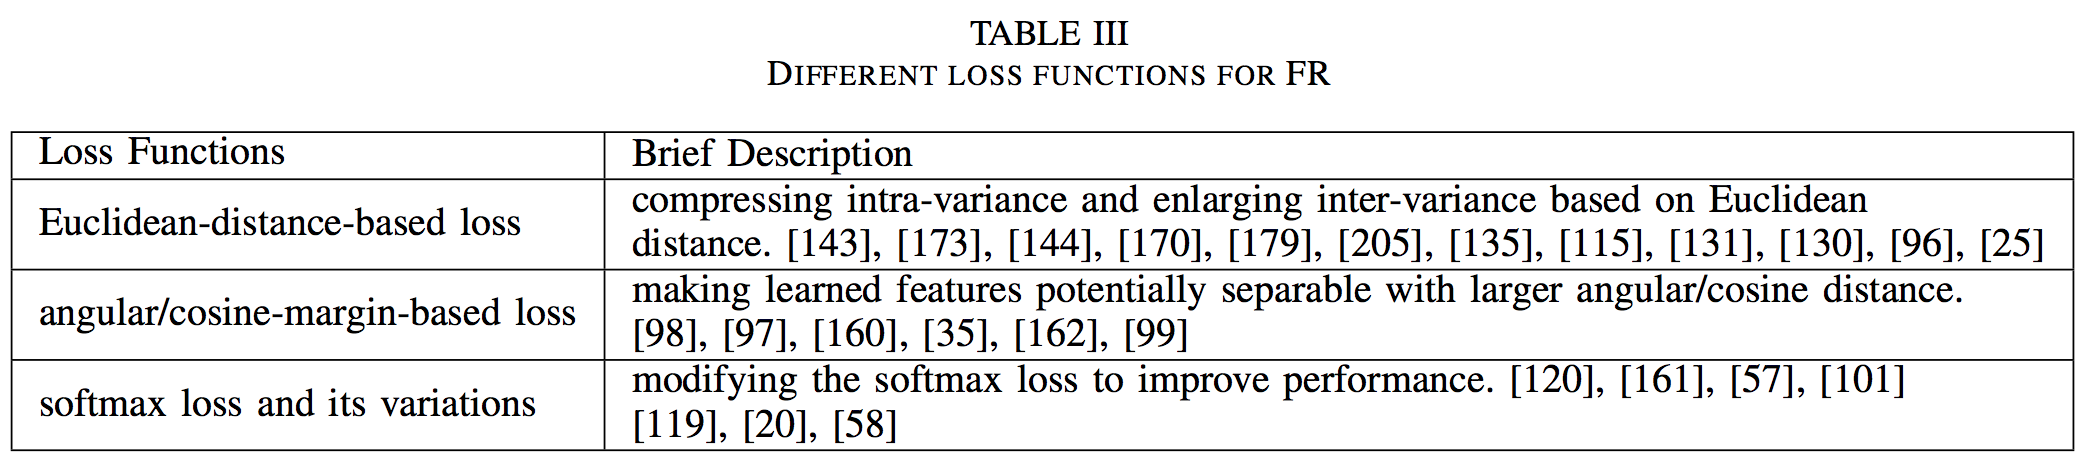 TABLE III
DIFFERENT LOSS FUNCTIONS FOR FR
Loss Functions
Brief Description
Euclidean-distance-based loss
compressing intra-variance and enlarging inter-variance based on Euclidean
distance. [143], [173], [144], [170], [179], [205], [135], [115], [131], [130], [96], [25]
angular/cosine-margin-based loss
making learned features potentially separable with larger angular/cosine distance.
[98], [97], [160], [35], [162], [99]
softmax loss and its variations
modifying the softmax loss to improve performance. [120], [161], [57], [101]
[119], [20], [58]